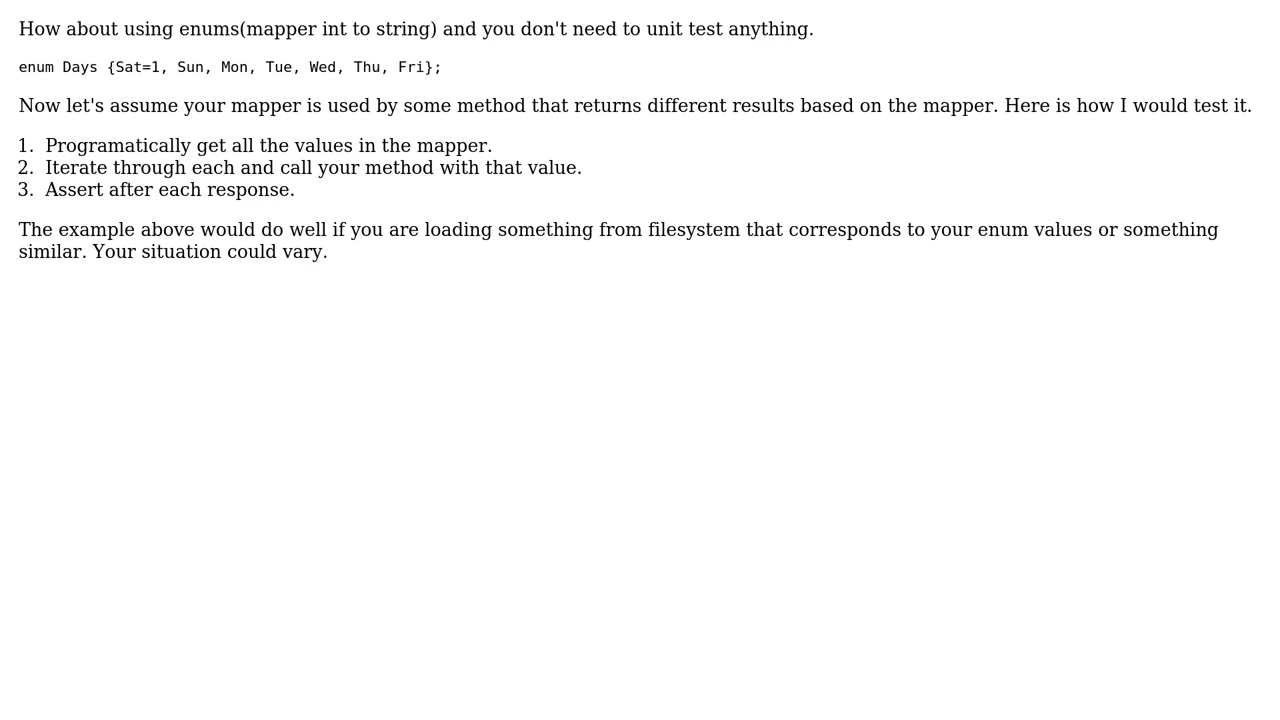 How about using enums(mapper int to string) and you don't need to unit test anything.
enum Days {Sat=1, Sun, Mon, Tue, Wed, Thu, Fri};
Now let's assume your mapper is used by some method that returns different results based on the mapper. Here is how I would test it.
1. Programatically get all the values in the mapper.
2. Iterate through each and call your method with that value.
3. Assert after each response.
The example above would do well if you are loading something from filesystem that corresponds to your enum values or something
similar. Your situation could vary.